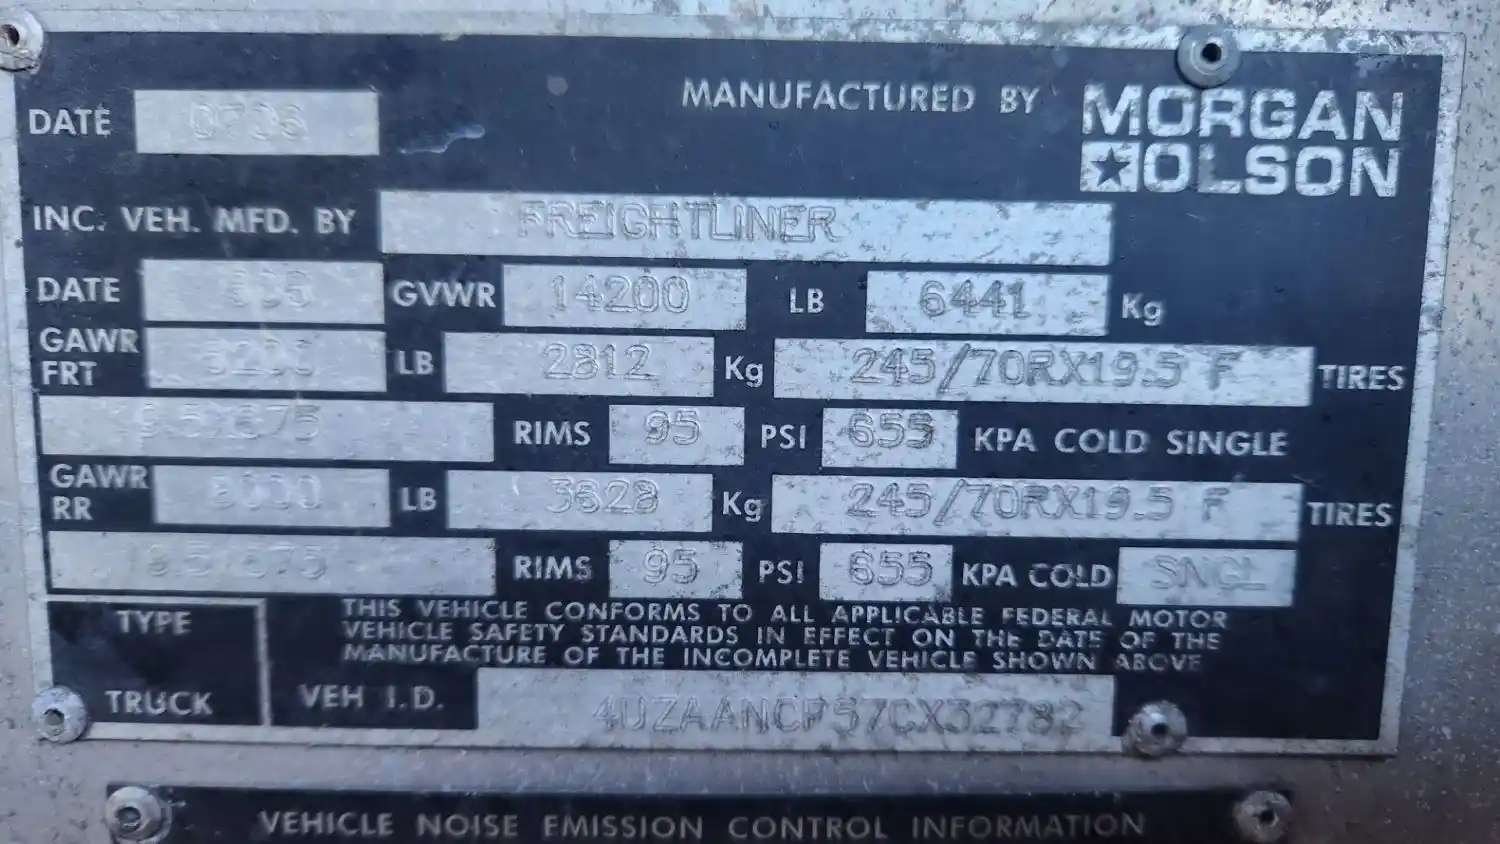 DATE 0706 MANUFACTURED BY MORGAN
OLSON
INC. VEH. MFD. BY FREIGHTLINER
DATE GVWR 14200 LB 6441 Kg
GAWR
FRT LB 2812 Kg 245/70RX19.5 F TIRES
RIMS 95 PSI 655 KPA COLD SINGLE
GAWR
RR LB 3628 Kg 245/70RX19.5 F TIRES
RIMS 95 PSI 655 KPA COLD SNGL
TYPE
TRUCK
THIS VEHICLE CONFORMS TO ALL APPLICABLE FEDERAL MOTOR
VEHICLE SAFETY STANDARDS IN EFFECT ON THE DATE OF THE
MANUFACTURE OF THE INCOMPLETE VEHICLE SHOWN ABOVE
VEH I.D. 4UZAANCP57CX32782
VEHICLE NOISE EMISSION CONTROL INFORMATION